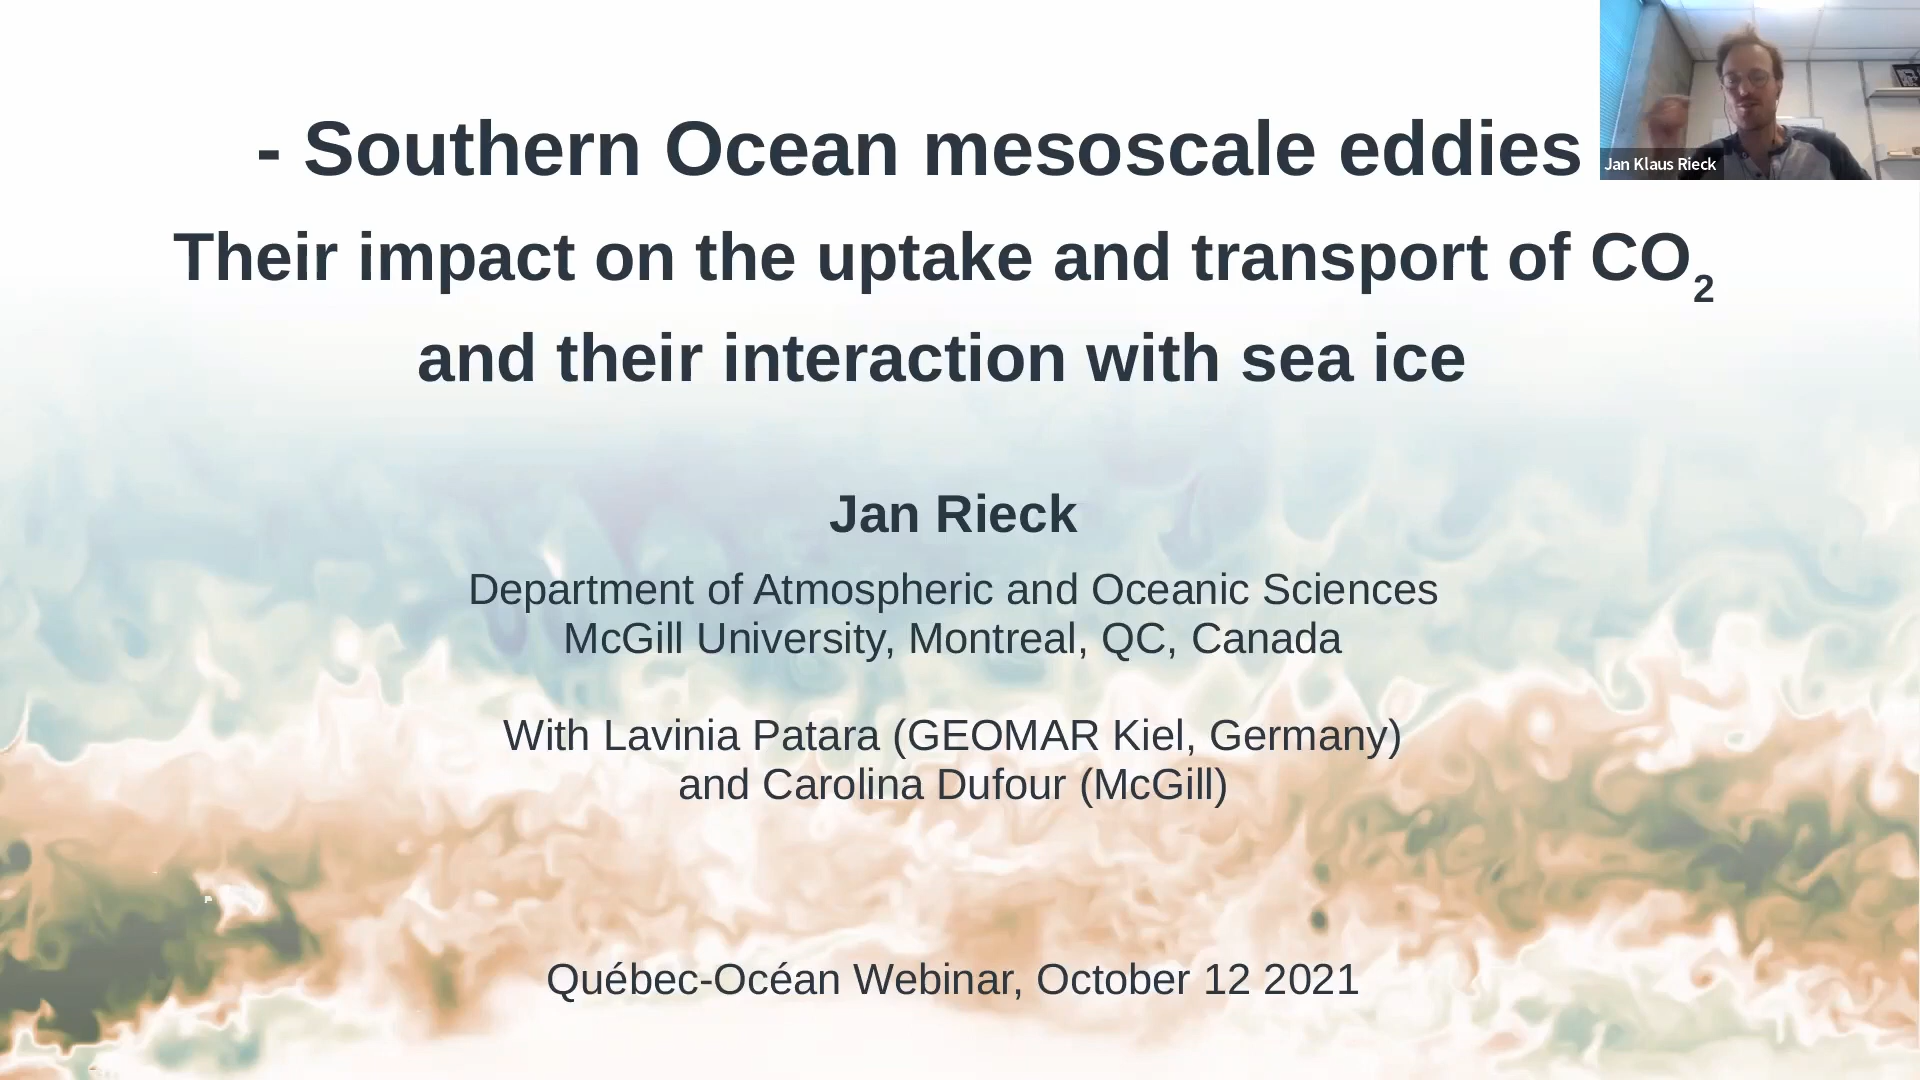 - Southern Ocean mesoscale eddies
Their impact on the uptake and transport of CO₂
and their interaction with sea ice
Jan Rieck
Department of Atmospheric and Oceanic Sciences
McGill University, Montreal, QC, Canada
With Lavinia Patara (GEOMAR Kiel, Germany)
and Carolina Dufour (McGill)
Québec-Océan Webinar, October 12 2021
Jan Klaus Rieck